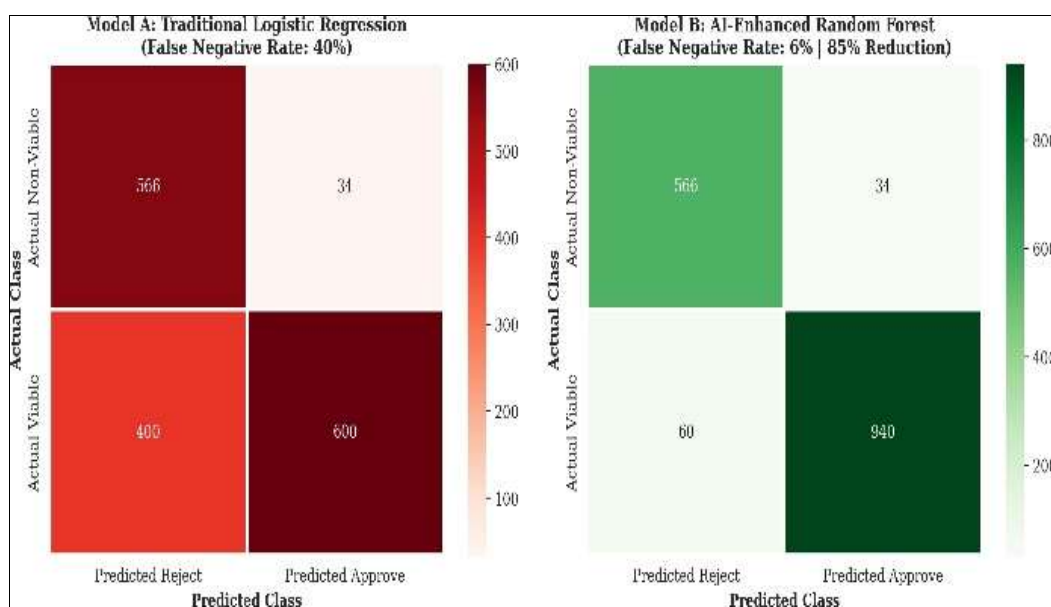 Model A: Traditional Logistic Regression
(False Negative Rate: 40%)
Actual Class
Actual Non-Viable
Actual Viable
566
34
400
600
Predicted Reject
Predicted Approve
Predicted Class
600
500
400
300
200
100
Model B: AI-Enhanced Random Forest
(False Negative Rate: 6% | 85% Reduction)
Actual Class
Actual Non-Viable
Actual Viable
566
34
60
940
Predicted Reject
Predicted Approve
Predicted Class
800
600
400
200